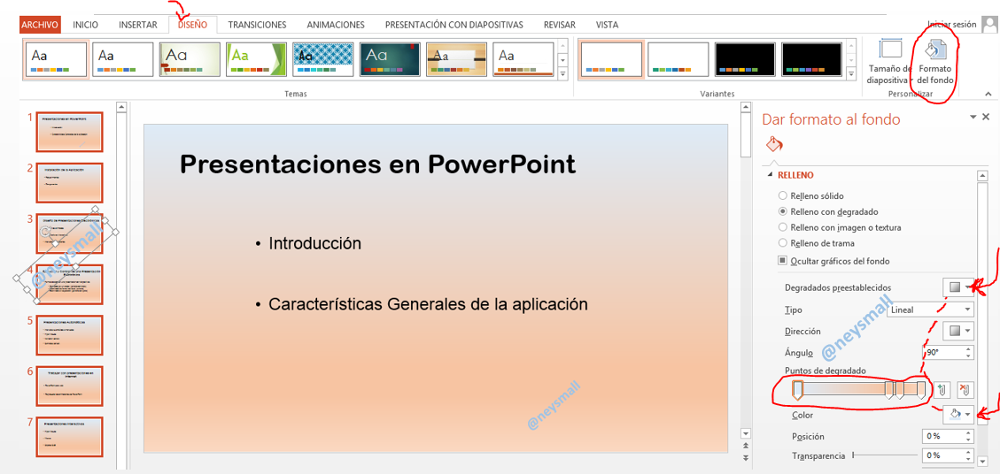 ARCHIVO INICIO INSERTAR DISEÑO TRANSICIONES ANIMACIONES PRESENTACIÓN CON DIAPOSITIVAS REVISAR VISTA Iniciar sesión
Aa Aa Aa Aa Aa Aa Aa Aa
Tamaño de diapositiva
Formato del fondo
Temas Variantes Personalizar
1
2
3
4
5
6
7
@neysmall
Presentaciones en PowerPoint
• Introducción
• Características Generales de la aplicación
@neysmall
Dar formato al fondo
RELLENO
Relleno sólido
Relleno con degradado
Relleno con imagen o textura
Relleno de trama
Ocultar gráficos del fondo
Degradados preestablecidos
Tipo Lineal
Dirección
Ángulo 90°
Puntos de degradado
Color
Posición 0 %
Transparencia 0 %
@neysmall